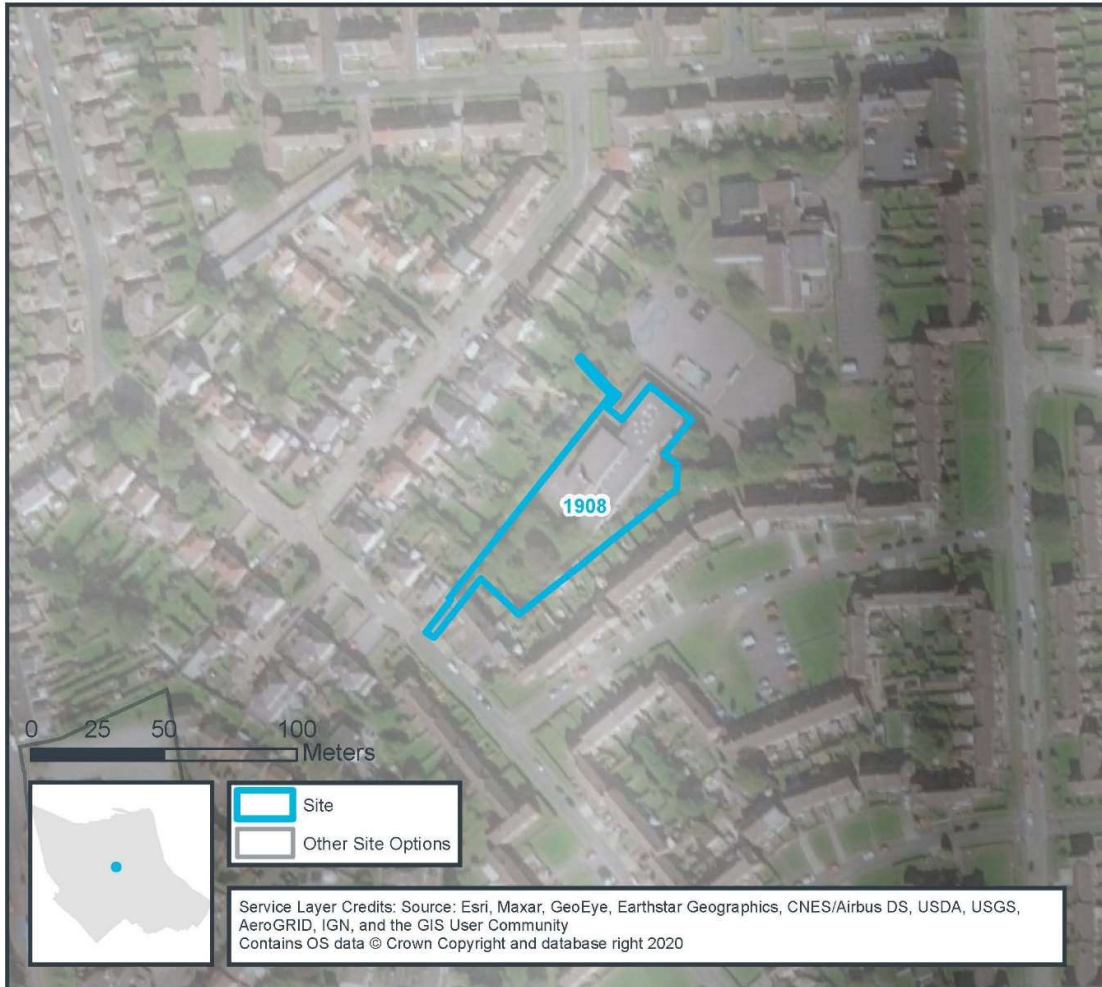 1908
0 25 50 100
Meters
Site
Other Site Options
Service Layer Credits: Source: Esri, Maxar, GeoEye, Earthstar Geographics, CNES/Airbus DS, USDA, USGS,
AeroGRID, IGN, and the GIS User Community
Contains OS data © Crown Copyright and database right 2020